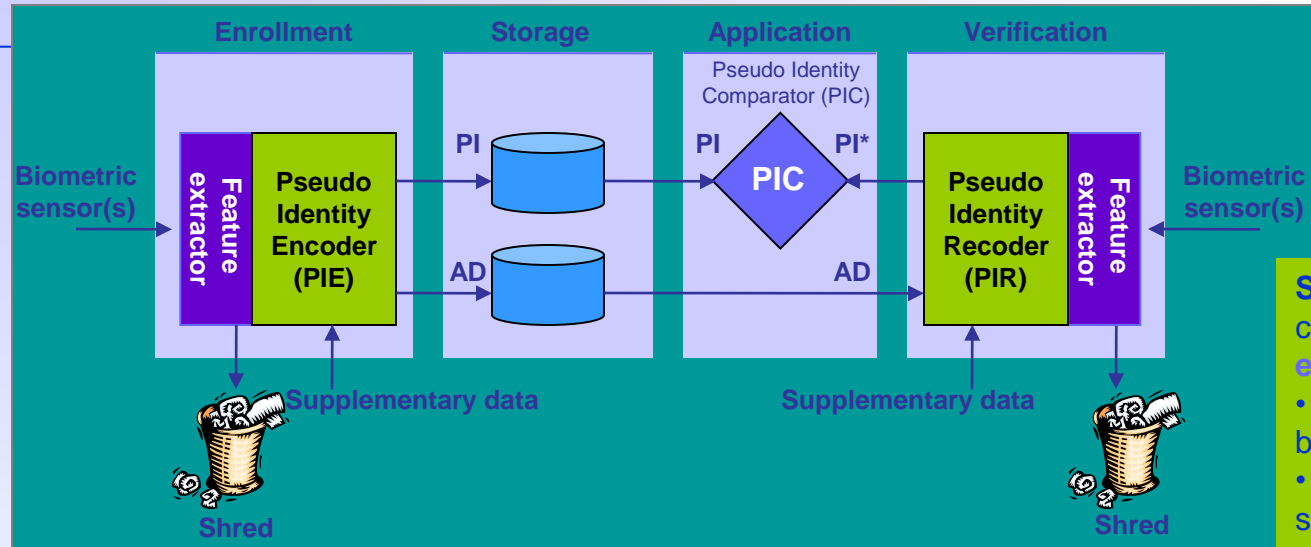 Enrollment
Storage
Application
Verification
Pseudo Identity
Comparator (PIC)
Biometric
sensor(s)
Feature
extractor
Pseudo
Identity
Encoder
(PIE)
PI
AD
PI
PI*
PIC
AD
Pseudo
Identity
Recoder
(PIR)
Feature
extractor
Biometric
sensor(s)
Supplementary data
Supplementary data
Shred
Shred
S
c
e
•
b
•
s